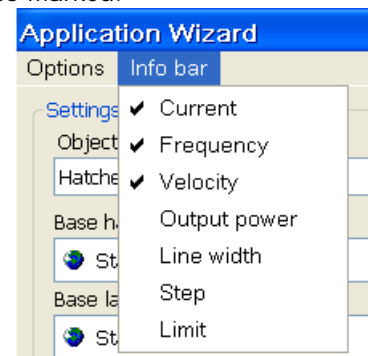 Application Wizard
Options Info bar
Settings
Current
Object
Frequency
Hatche
Velocity
Output power
Base h
Line width
St
Step
Base la
Limit
St